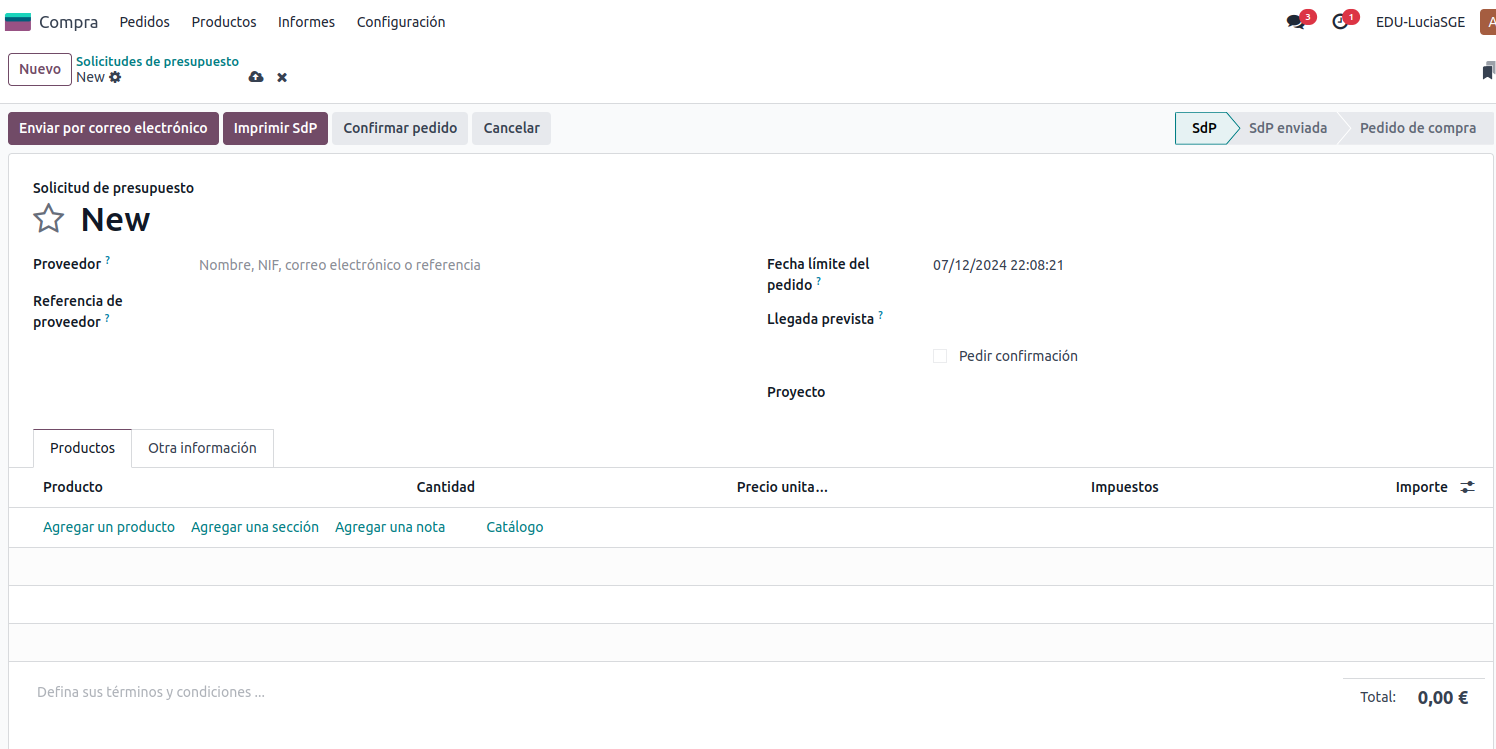 Compra Pedidos Productos Informes Configuración 3 1 EDU-LuciaSGE A
Nuevo
Solicitudes de presupuesto
New
Enviar por correo electrónico Imprimir SdP Confirmar pedido Cancelar SdP SdP enviada Pedido de compra
Solicitud de presupuesto
New
Proveedor ? Nombre, NIF, correo electrónico o referencia
Referencia de
proveedor ?
Fecha límite del
pedido ?
07/12/2024 22:08:21
Llegada prevista ?
Pedir confirmación
Proyecto
Productos Otra información
Producto Cantidad Precio unita... Impuestos Importe
Agregar un producto Agregar una sección Agregar una nota Catálogo
Defina sus términos y condiciones ...
Total: 0,00 €